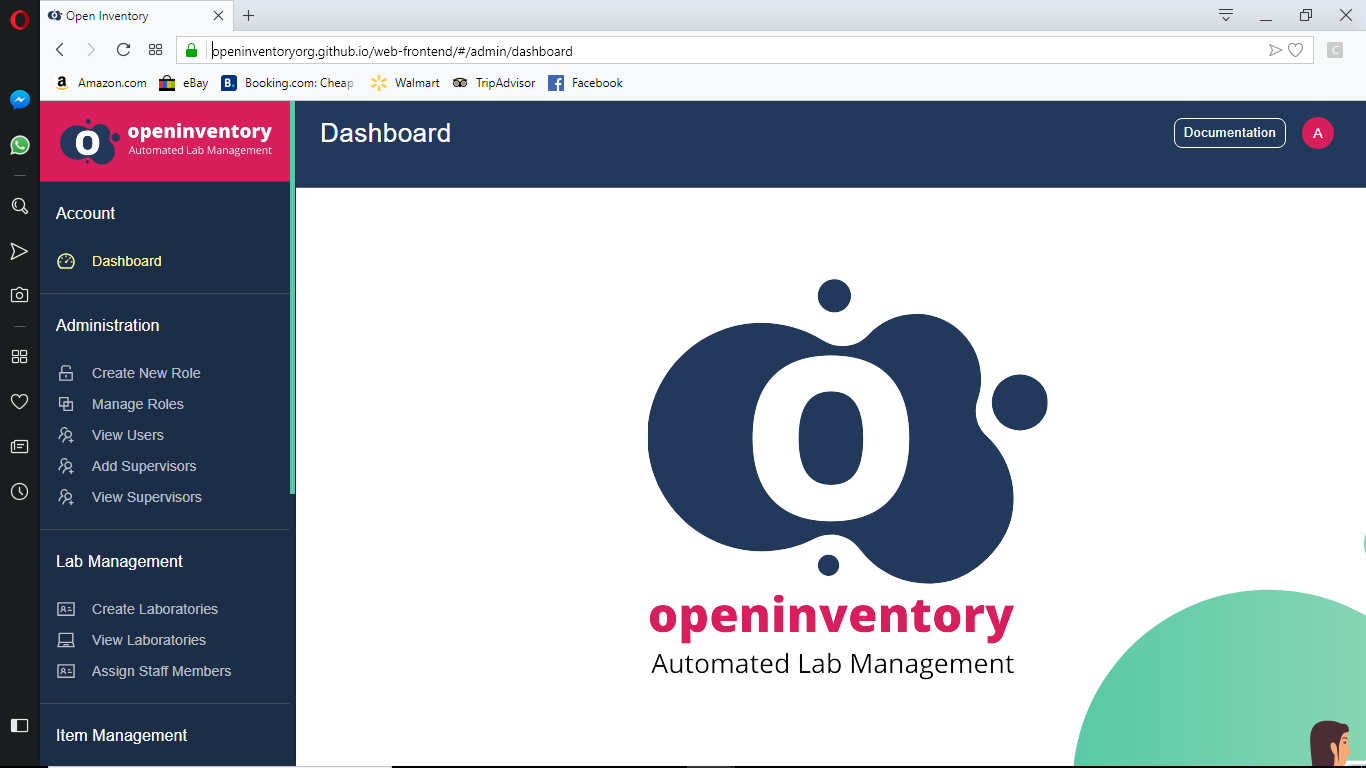 Open Inventory
openinventoryorg.github.io/web-frontend/#/admin/dashboard
C
Amazon.com eBay Booking.com: Cheap Walmart TripAdvisor Facebook
openinventory
Automated Lab Management
Dashboard
Documentation
A
Account
Dashboard
Administration
Create New Role
Manage Roles
View Users
Add Supervisors
View Supervisors
Lab Management
Create Laboratories
View Laboratories
Assign Staff Members
Item Management
openinventory
Automated Lab Management